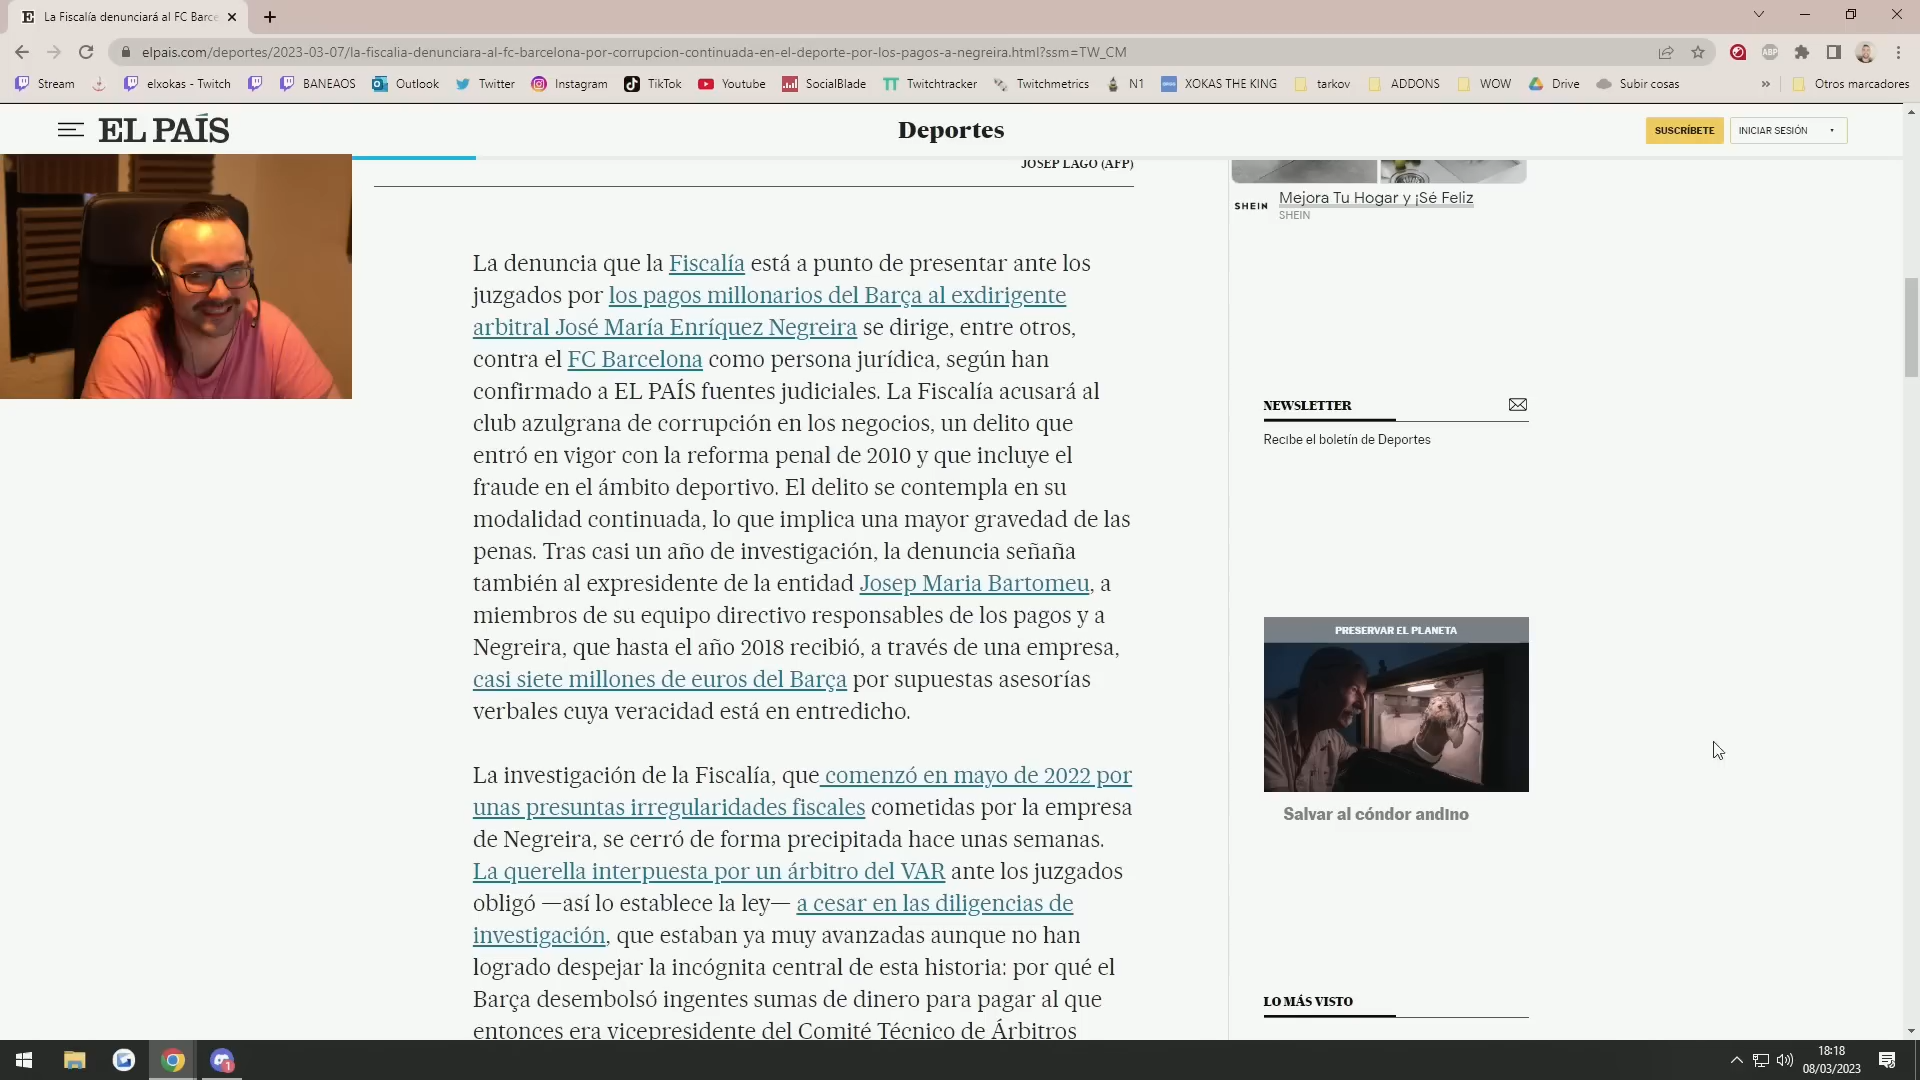 La Fiscalía denunciará al FC Barce
elpais.com/deportes/2023-03-07/la-fiscalia-denunciara-al-fc-barcelona-por-corrupcion-continuada-en-el-deporte-por-los-pagos-a-negreira.html?ssm=TW_CM
ABP
Stream
elxokas - Twitch
BANEAOS
Outlook
Twitter
Instagram
TikTok
Youtube
SocialBlade
Twitchtracker
Twitchmetrics
N1
XOKAS THE KING
tarkov
ADDONS
WOW
Drive
Subir cosas
»
Otros marcadores
EL PAÍS
Deportes
SUSCRÍBETE
INICIAR SESIÓN
JOSEP LAGO (AFP)
La denuncia que la Fiscalía está a punto de presentar ante los
juzgados por los pagos millonarios del Barça al exdirigente
arbitral José María Enríquez Negreira se dirige, entre otros,
contra el FC Barcelona como persona jurídica, según han
confirmado a EL PAÍS fuentes judiciales. La Fiscalía acusará al
club azulgrana de corrupción en los negocios, un delito que
entró en vigor con la reforma penal de 2010 y que incluye el
fraude en el ámbito deportivo. El delito se contempla en su
modalidad continuada, lo que implica una mayor gravedad de las
penas. Tras casi un año de investigación, la denuncia señaña
también al expresidente de la entidad Josep Maria Bartomeu, a
miembros de su equipo directivo responsables de los pagos y a
Negreira, que hasta el año 2018 recibió, a través de una empresa,
casi siete millones de euros del Barça por supuestas asesorías
verbales cuya veracidad está en entredicho.
La investigación de la Fiscalía, que comenzó en mayo de 2022 por
unas presuntas irregularidades fiscales cometidas por la empresa
de Negreira, se cerró de forma precipitada hace unas semanas.
La querella interpuesta por un árbitro del VAR ante los juzgados
obligó —así lo establece la ley— a cesar en las diligencias de
investigación, que estaban ya muy avanzadas aunque no han
logrado despejar la incógnita central de esta historia: por qué el
Barça desembolsó ingentes sumas de dinero para pagar al que
entonces era vicepresidente del Comité Técnico de Árbitros
SHEIN
Mejora Tu Hogar y ¡Sé Feliz
SHEIN
NEWSLETTER
Recibe el boletín de Deportes
PRESERVAR EL PLANETA
Salvar al cóndor andino
LO MÁS VISTO
1
18:18
08/03/2023